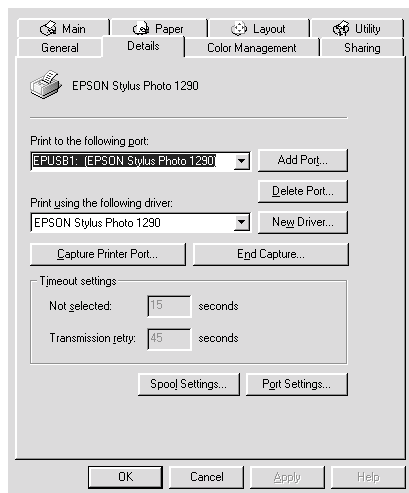 Main Paper Layout Utility
General Details Color Management Sharing
EPSON Stylus Photo 1290
Print to the following port:
EPUSB1: (EPSON Stylus Photo 1290) Add Port...
Delete Port...
Print using the following driver:
EPSON Stylus Photo 1290 New Driver...
Capture Printer Port... End Capture...
Timeout settings
Not selected: 15 seconds
Transmission retry: 45 seconds
Spool Settings... Port Settings...
OK Cancel Apply Help